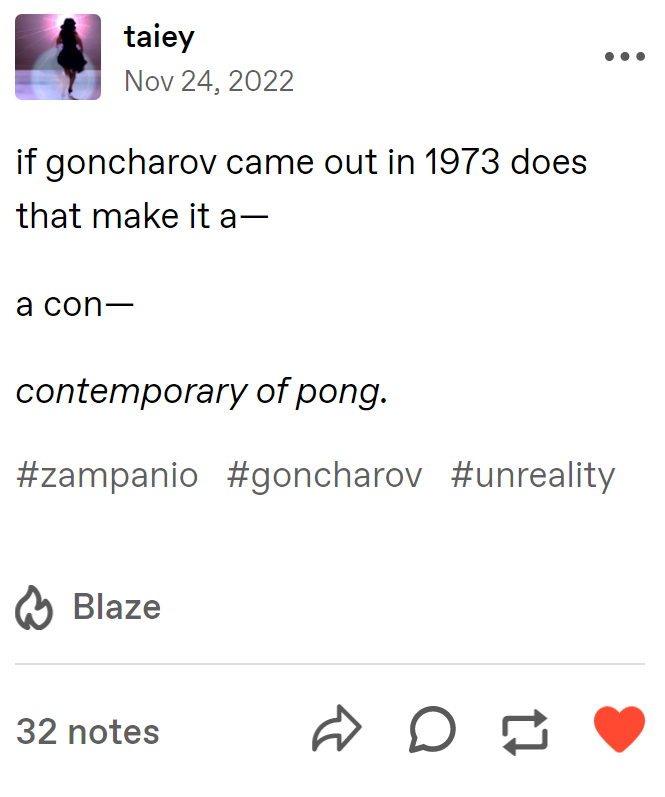 taiey
Nov 24, 2022
if goncharov came out in 1973 does
that make it a—
a con—
contemporary of pong.
#zampanio #goncharov #unreality
Blaze
32 notes